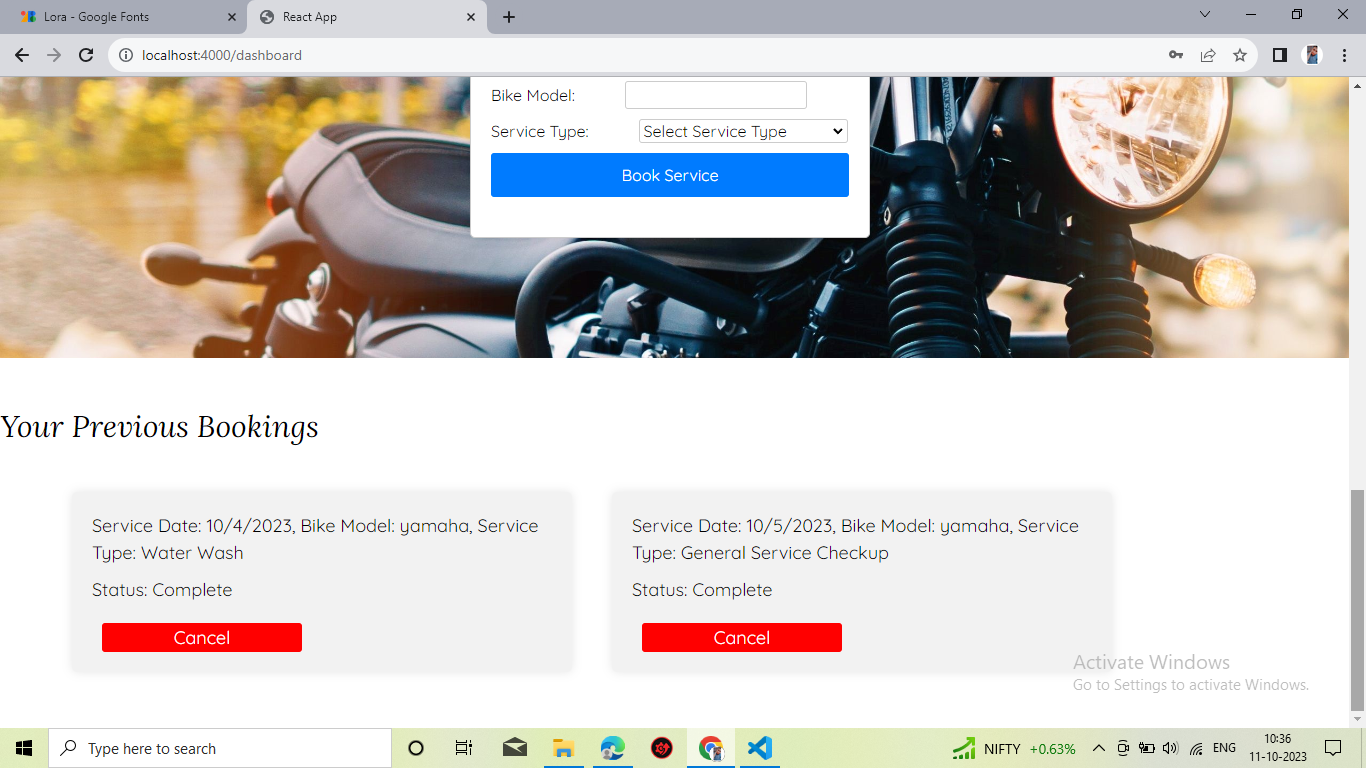 Lora - Google Fonts
React App
localhost:4000/dashboard
Bike Model:
Service Type:
Select Service Type
Book Service
Your Previous Bookings
Service Date: 10/4/2023, Bike Model: yamaha, Service
Type: Water Wash
Status: Complete
Cancel
Service Date: 10/5/2023, Bike Model: yamaha, Service
Type: General Service Checkup
Status: Complete
Cancel
Activate Windows
Go to Settings to activate Windows.
Type here to search
NIFTY +0.63%
ENG
10:36
11-10-2023